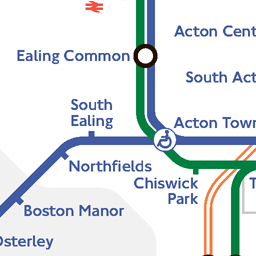 Acton Cent
Ealing Common
South Act
South
Ealing
Acton Town
Northfields
Chiswick
Park
T
Boston Manor
Osterley